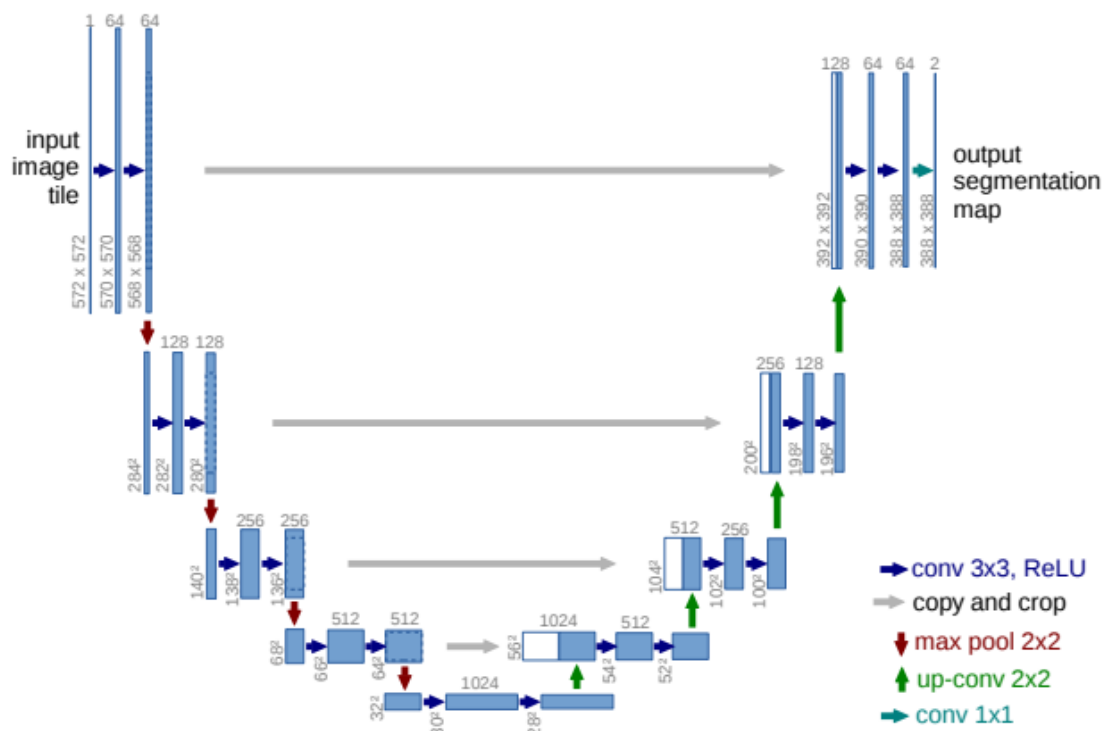 1 64 64
input
image
tile
572 x 572
570 x 570
568 x 568
128 64 64 2
output
segmentation
map
392 x 392
390 x 390
388 x 388
388 x 388
128 128
284²
282²
280²
256 128
200²
198²
196²
256 256
140²
138²
136²
512 256
104²
102²
100²
512 512
68²
66²
64²
1024 512
56²
54²
52²
1024
32²
30²
28²
conv 3x3, ReLU
copy and crop
max pool 2x2
up-conv 2x2
conv 1x1